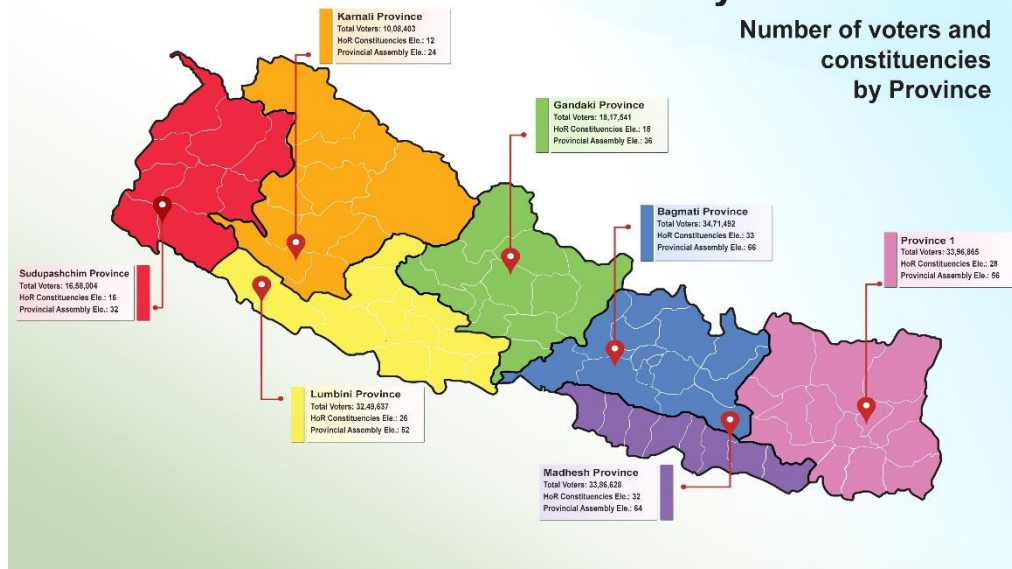 Number of voters and
constituencies
by Province
Karnali Province
Total Voters: 10,08,403
HoR Constituencies Ele.: 12
Provincial Assembly Ele.: 24
Gandaki Province
Total Voters: 18,17,541
HoR Constituencies Ele.: 18
Provincial Assembly Ele.: 36
Bagmati Province
Total Voters: 34,71,492
HoR Constituencies Ele.: 33
Provincial Assembly Ele.: 66
Province 1
Total Voters: 33,96,865
HoR Constituencies Ele.: 28
Provincial Assembly Ele.: 56
Sudupashchim Province
Total Voters: 16,58,004
HoR Constituencies Ele.: 16
Provincial Assembly Ele.: 32
Lumbini Province
Total Voters: 32,49,637
HoR Constituencies Ele.: 26
Provincial Assembly Ele.: 52
Madhesh Province
Total Voters: 33,86,628
HoR Constituencies Ele.: 32
Provincial Assembly Ele.: 64